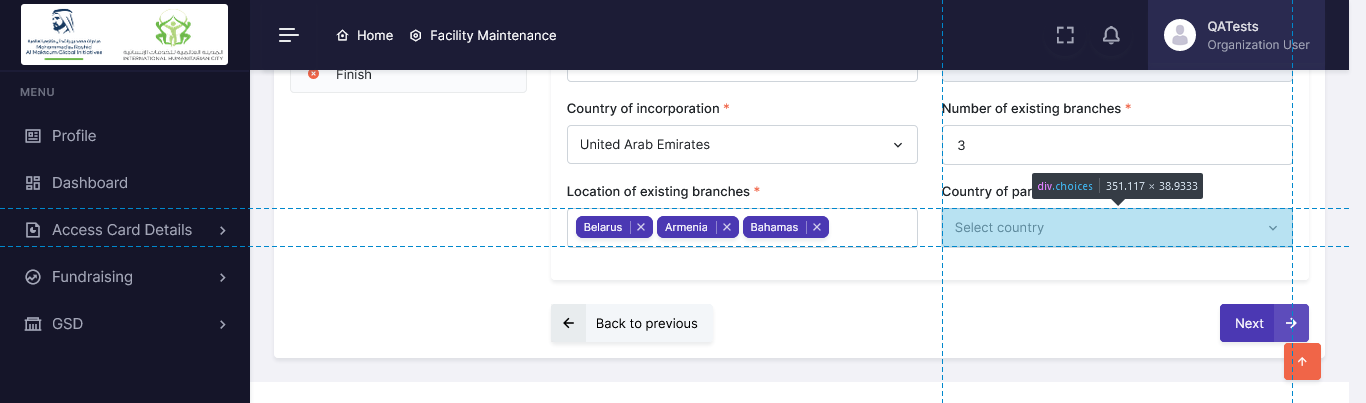 Mohammed Bin Rashid
Al Maktoum Global Initiatives
INTERNATIONAL HUMANITARIAN CITY
Home
Facility Maintenance
QATests
Organization User
MENU
Profile
Dashboard
Access Card Details
Fundraising
GSD
Finish
Country of incorporation *
United Arab Emirates
Number of existing branches *
3
Location of existing branches *
Belarus
Armenia
Bahamas
Country of par
div.choices 351.117 × 38.9333
Select country
Back to previous
Next